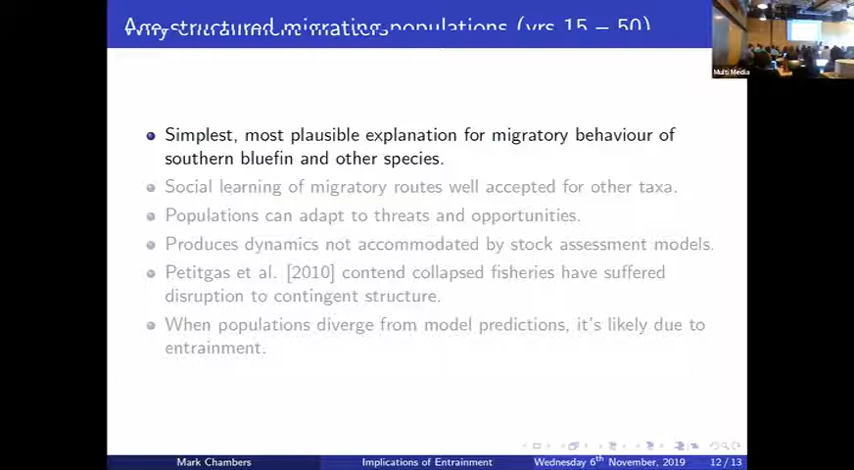 Age-structured migrating populations (yrs 15 – 50)
Multi Media
Simplest, most plausible explanation for migratory behaviour of
southern bluefin and other species.
Social learning of migratory routes well accepted for other taxa.
Populations can adapt to threats and opportunities.
Produces dynamics not accommodated by stock assessment models.
Petitgas et al. [2010] contend collapsed fisheries have suffered
disruption to contingent structure.
When populations diverge from model predictions, it's likely due to
entrainment.
Mark Chambers Implications of Entrainment Wednesday 6th November, 2019 12 / 13